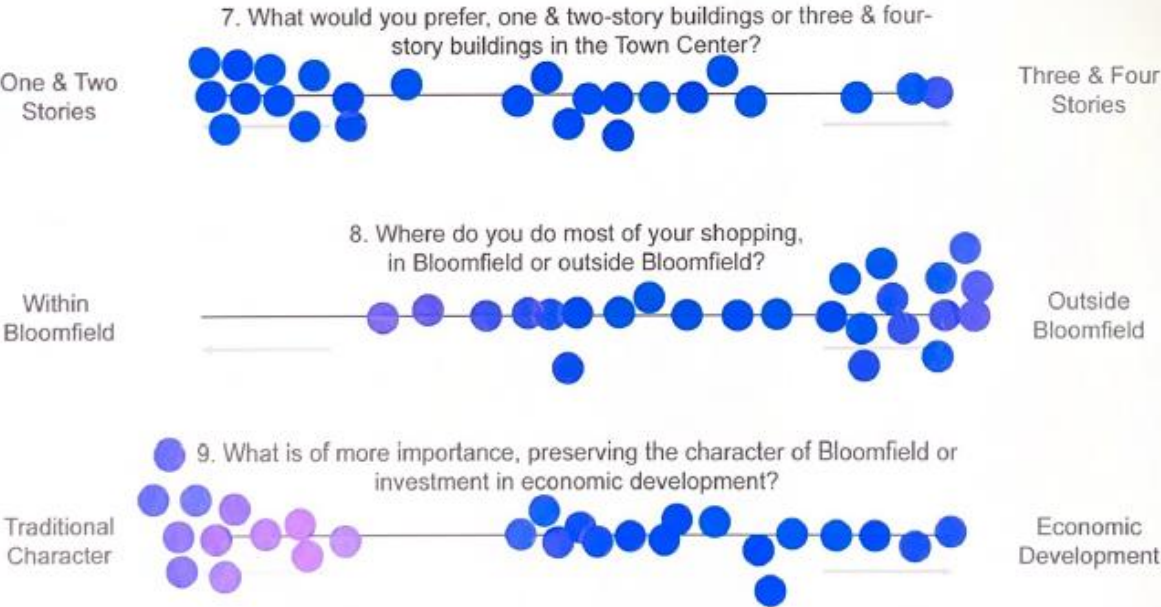 7. What would you prefer, one & two-story buildings or three & four-
story buildings in the Town Center?
One & Two
Stories
Three & Four
Stories
8. Where do you do most of your shopping,
in Bloomfield or outside Bloomfield?
Within
Bloomfield
Outside
Bloomfield
9. What is of more importance, preserving the character of Bloomfield or
investment in economic development?
Traditional
Character
Economic
Development